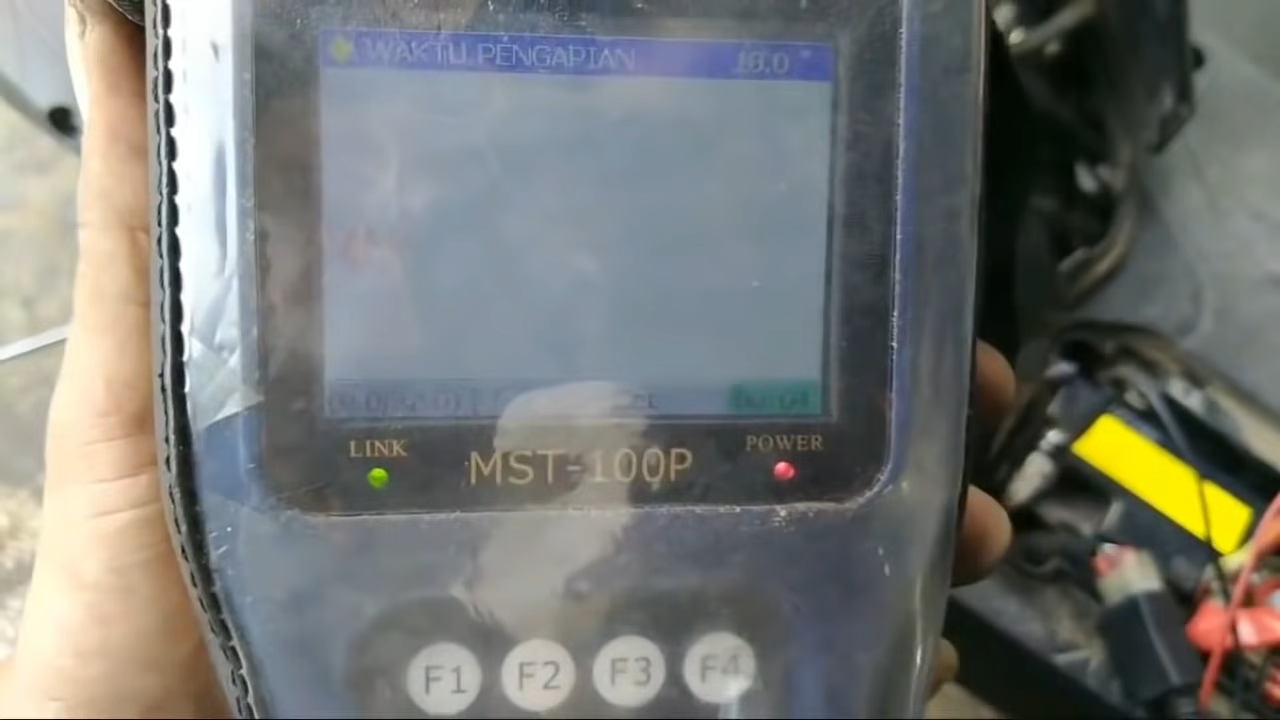 WAKTU PENGAPIAN
LINK
MST-100P
POWER
F1 F2 F3 F4